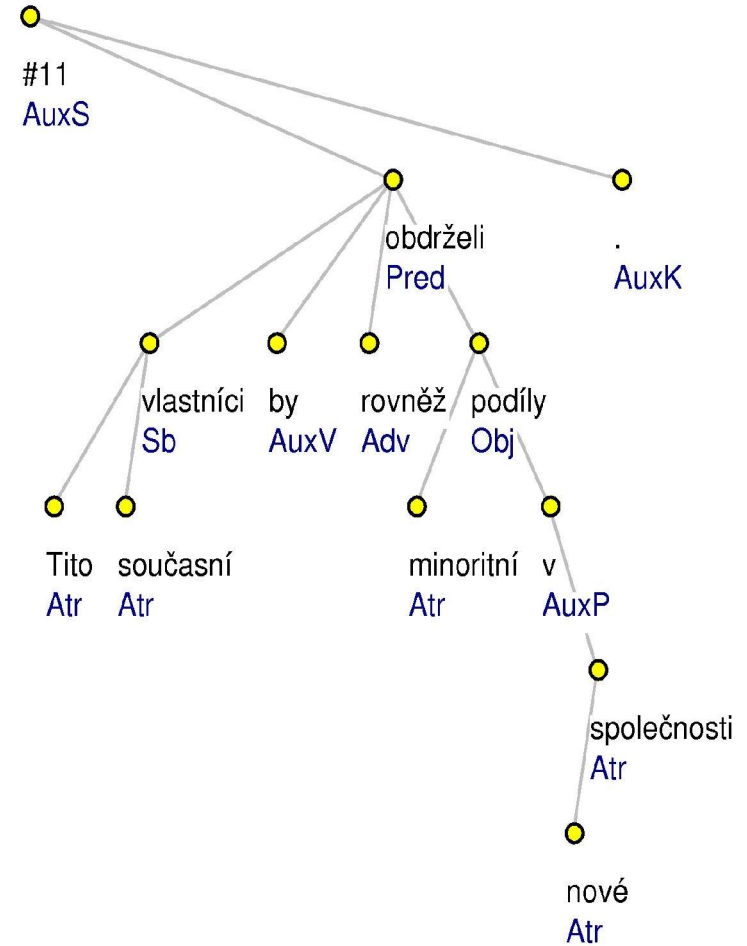 #11
AuxS
obdrželi .
Pred AuxK
vlastníci by rovněž podíly
Sb AuxV Adv Obj
Tito současní minoritní v
Atr Atr Atr AuxP
společnosti
Atr
nové
Atr